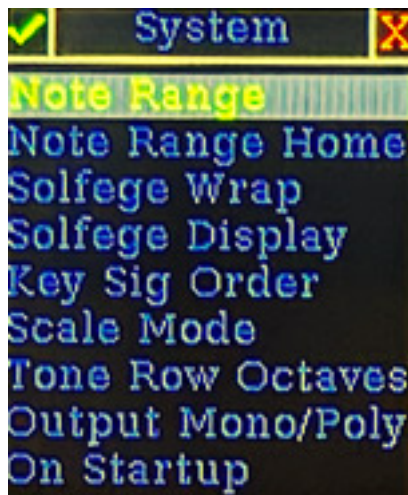 System X
Note Range
Note Range Home
Solfege Wrap
Solfege Display
Key Sig Order
Scale Mode
Tone Row Octaves
Output Mono/Poly
On Startup